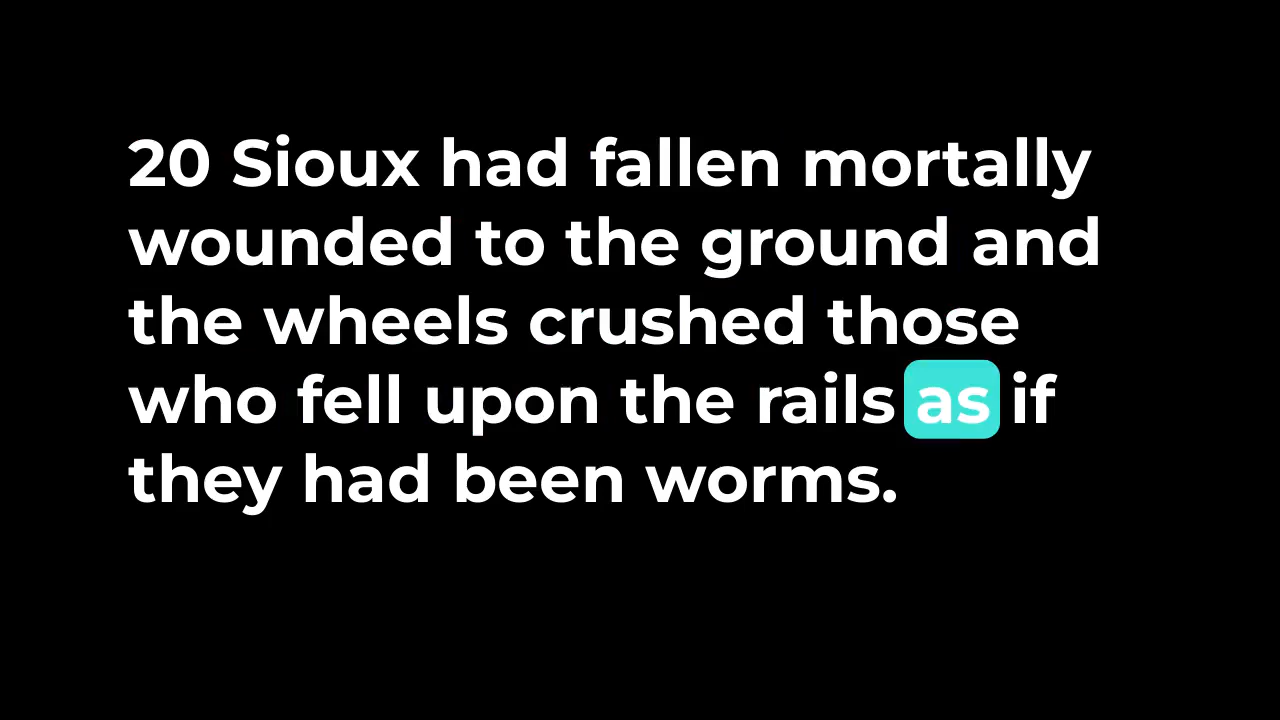 20 Sioux had fallen mortally
wounded to the ground and
the wheels crushed those
who fell upon the rails as if
they had been worms.